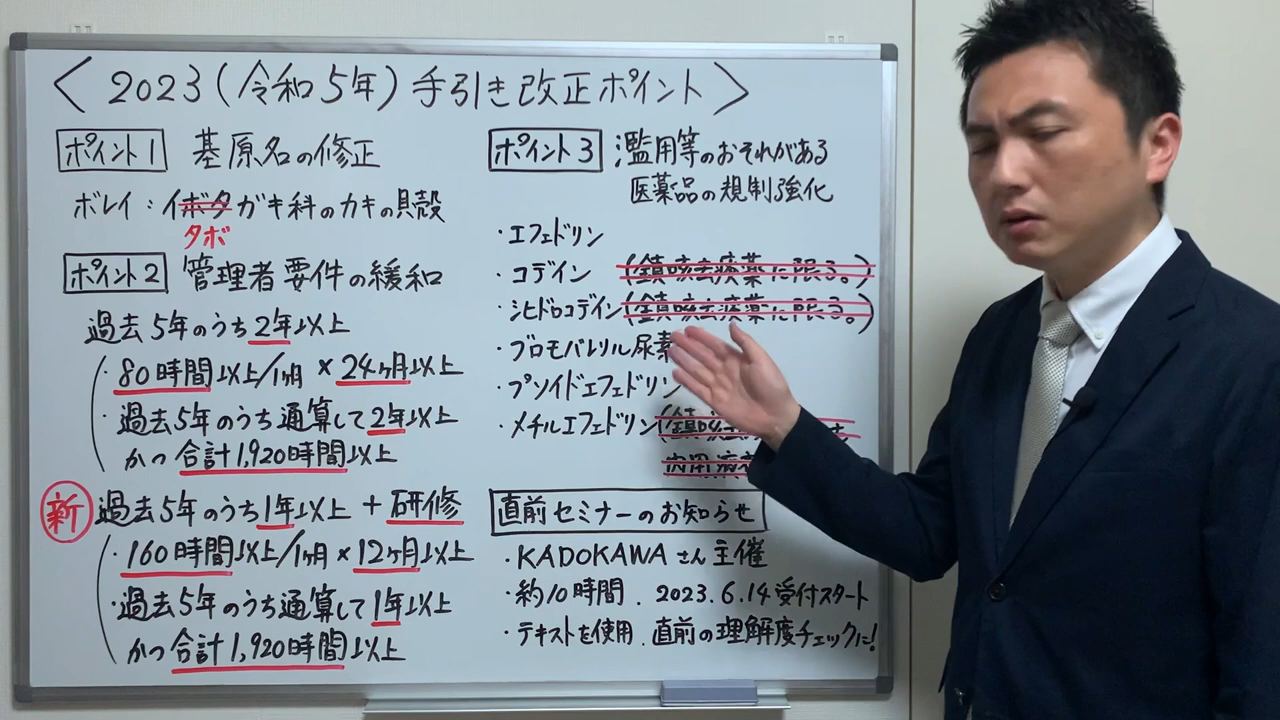 〈2023(令和5年)手引き改正ポイント〉
ポイント1 基原名の修正
ボレイ:イボタガキ科のカキの貝殻
タボ
ポイント2 管理者要件の緩和
過去5年のうち2年以上
・80時間以上/1ヶ月×24ヶ月以上
・過去5年のうち通算して2年以上
かつ合計1,920時間以上
新 過去5年のうち1年以上+研修
・160時間以上/1ヶ月×12ヶ月以上
・過去5年のうち通算して1年以上
かつ合計1,920時間以上
ポイント3 濫用等のおそれがある
医薬品の規制強化
・エフェドリン
・コデイン(鎮咳去痰薬に限る。)
・ジヒドロコデイン(鎮咳去痰薬に限る。)
・ブロモバレリル尿素
・プソイドエフェドリン
・メチルエフェドリン(鎮咳
内用液
直前セミナーのお知らせ
・KADOKAWAさん主催
・約10時間.2023.6.14受付スタート
・テキストを使用.直前の理解度チェックに!